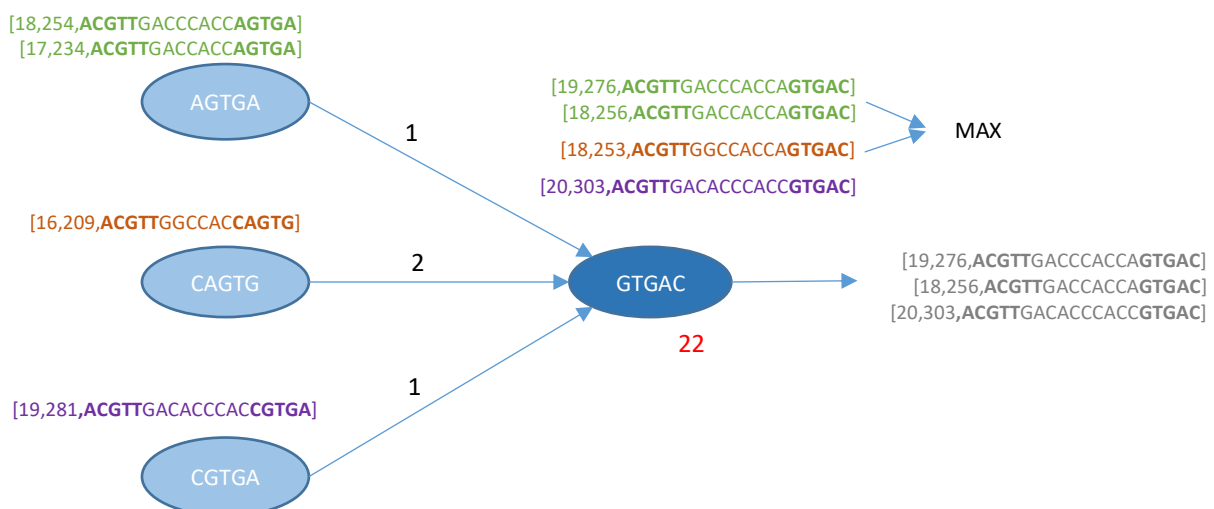 [18,254,ACGTTGACCCACCAGTGA]
[17,234,ACGTTGACCACCAGTGA]
AGTGA
1
[19,276,ACGTTGACCCACCAGTGAC]
[18,256,ACGTTGACCACCAGTGAC]
MAX
[18,253,ACGTTGGCCACCAGTGAC]
[20,303,ACGTTGACACCCACCGTGAC]
[16,209,ACGTTGGCCACCAGTG]
CAGTG
2
GTGAC
22
[19,276,ACGTTGACCCACCAGTGAC]
[18,256,ACGTTGACCACCAGTGAC]
[20,303,ACGTTGACACCCACCGTGAC]
1
[19,281,ACGTTGACACCCACCGTGA]
CGTGA